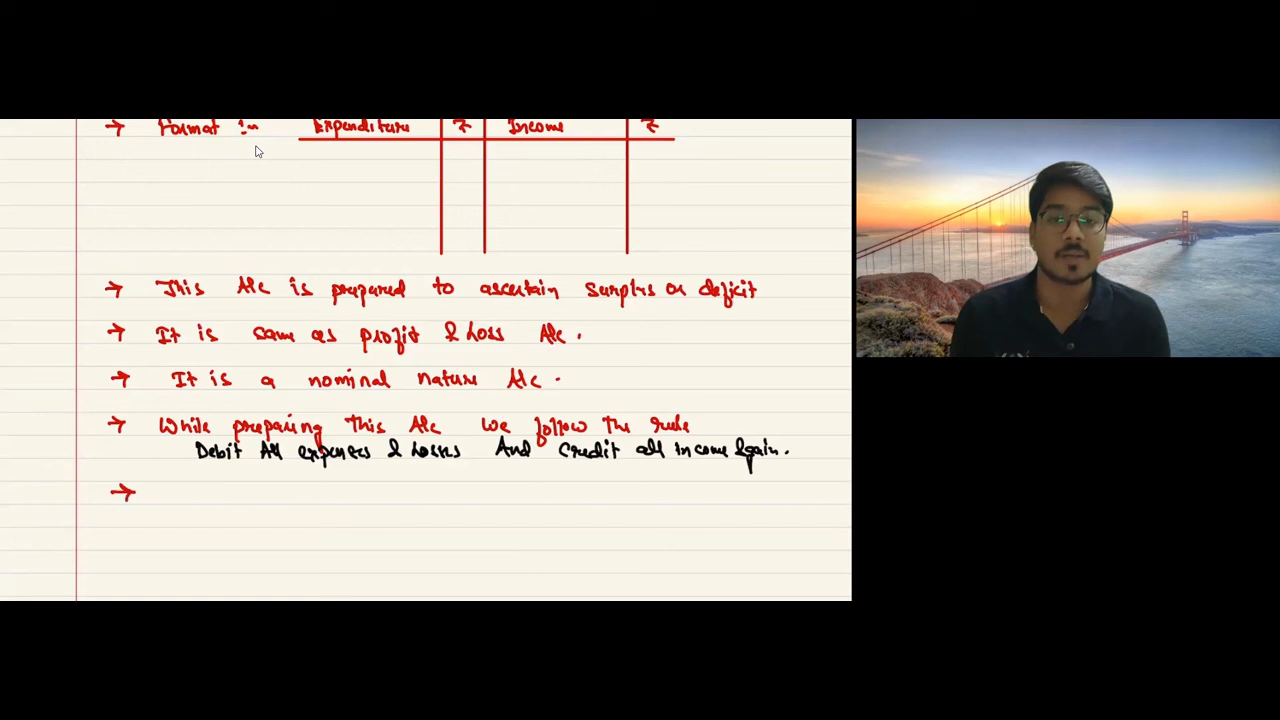 → Format :- Expenditure ₹ Income ₹
→ This A/c is prepared to ascertain surplus or deficit
→ It is same as profit & Loss A/c.
→ It is a nominal nature A/c.
→ While preparing this A/c we follow the rule
Debit All expenses & Losses And Credit all income & gain.
→